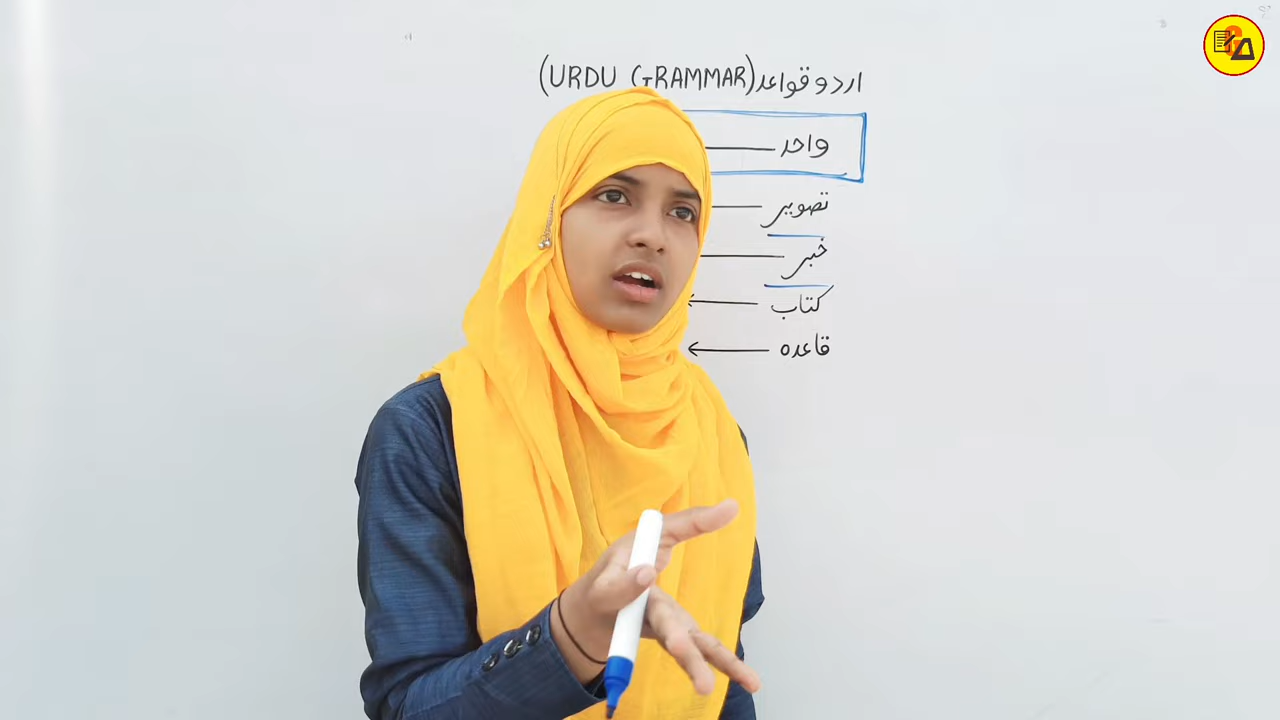 اردو قواعد (URDU GRAMMAR)
واحد
تصویر
خبر
کتاب
قاعدہ